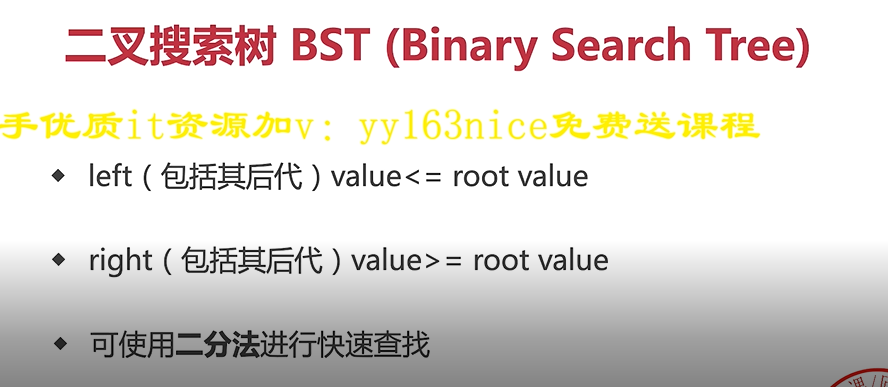 二叉搜索树 BST (Binary Search Tree)
手优质it资源加v：yy163nice免费送课程
left（包括其后代）value<= root value
right（包括其后代）value>= root value
可使用二分法进行快速查找